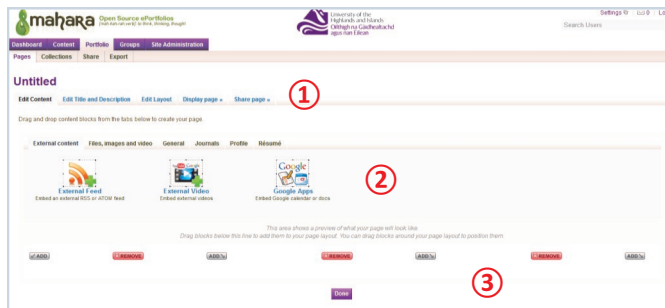 mahara Open Source ePortfolios
University of the
Highlands and Islands
Oilthigh na Gàidhealtachd
agus nan Eilean
Settings
0
Search Users
Dashboard Content Portfolio Groups Site Administration
Pages Collections Share Export
Untitled
Edit Content Edit Title and Description Edit Layout Display page » Share page »
1
Drag and drop content blocks from the tabs below to create your page.
External content Files, images and video General Journals Profile Résumé
Google
External Feed External Video Google Apps
Embed an external RSS or ATOM feed Embed external videos Embed Google calendar or docs
2
This area shows a preview of what your page will look like.
Drag blocks below this line to add them to your page layout. You can drag blocks around your page layout to position them.
ADD REMOVE ADD REMOVE ADD REMOVE ADD
3
Done